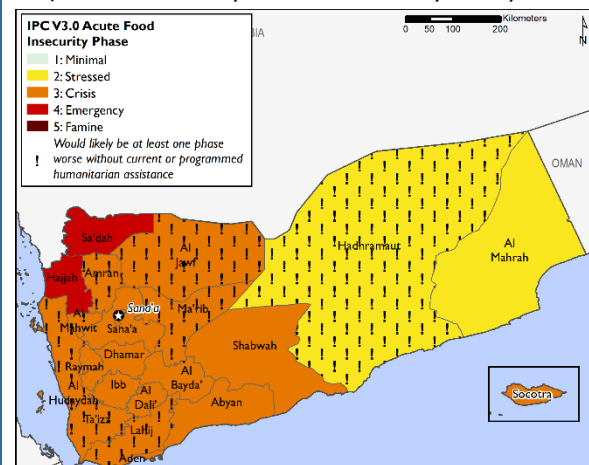 IPC V3.0 Acute Food
Insecurity Phase
1: Minimal
2: Stressed
3: Crisis
4: Emergency
5: Famine
! Would likely be at least one phase
worse without current or programmed
humanitarian assistance
Kilometers
0 50 100 200
N
BIA
OMAN
Sa'dah
Al
Jawf
Hadhramaut
Al
Mahrah
Hajjah
Amran
Sana'a
Ma'rib
Al
Mahwit
Sana'a
Shabwah
Dhamar
Raymah
Al
Hudaydah
Ibb
Al
Bayda'
Al
Dali'
Abyan
Socotra
Ta'izz
Lahij
Aden